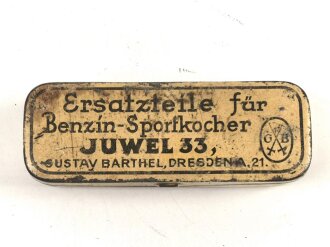 Ersatzteile für
Benzin-Sportkocher
JUWEL 33,
GUSTAV BARTHEL, DRESDEN A. 21.
G B